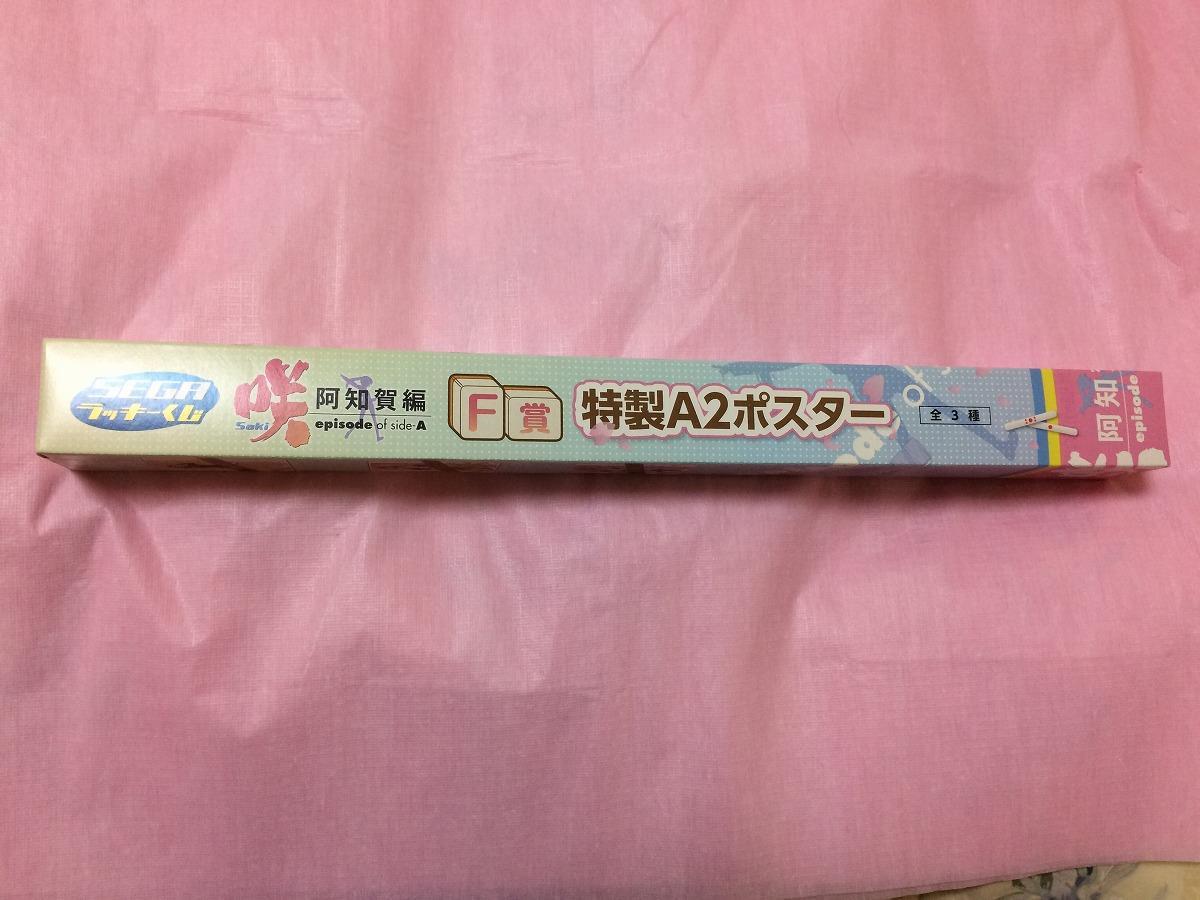 SEGA
ラッキーくじ
咲
Saki
阿知賀編
episode of side-A
F賞
特製A2ポスター
全3種
阿知
episode